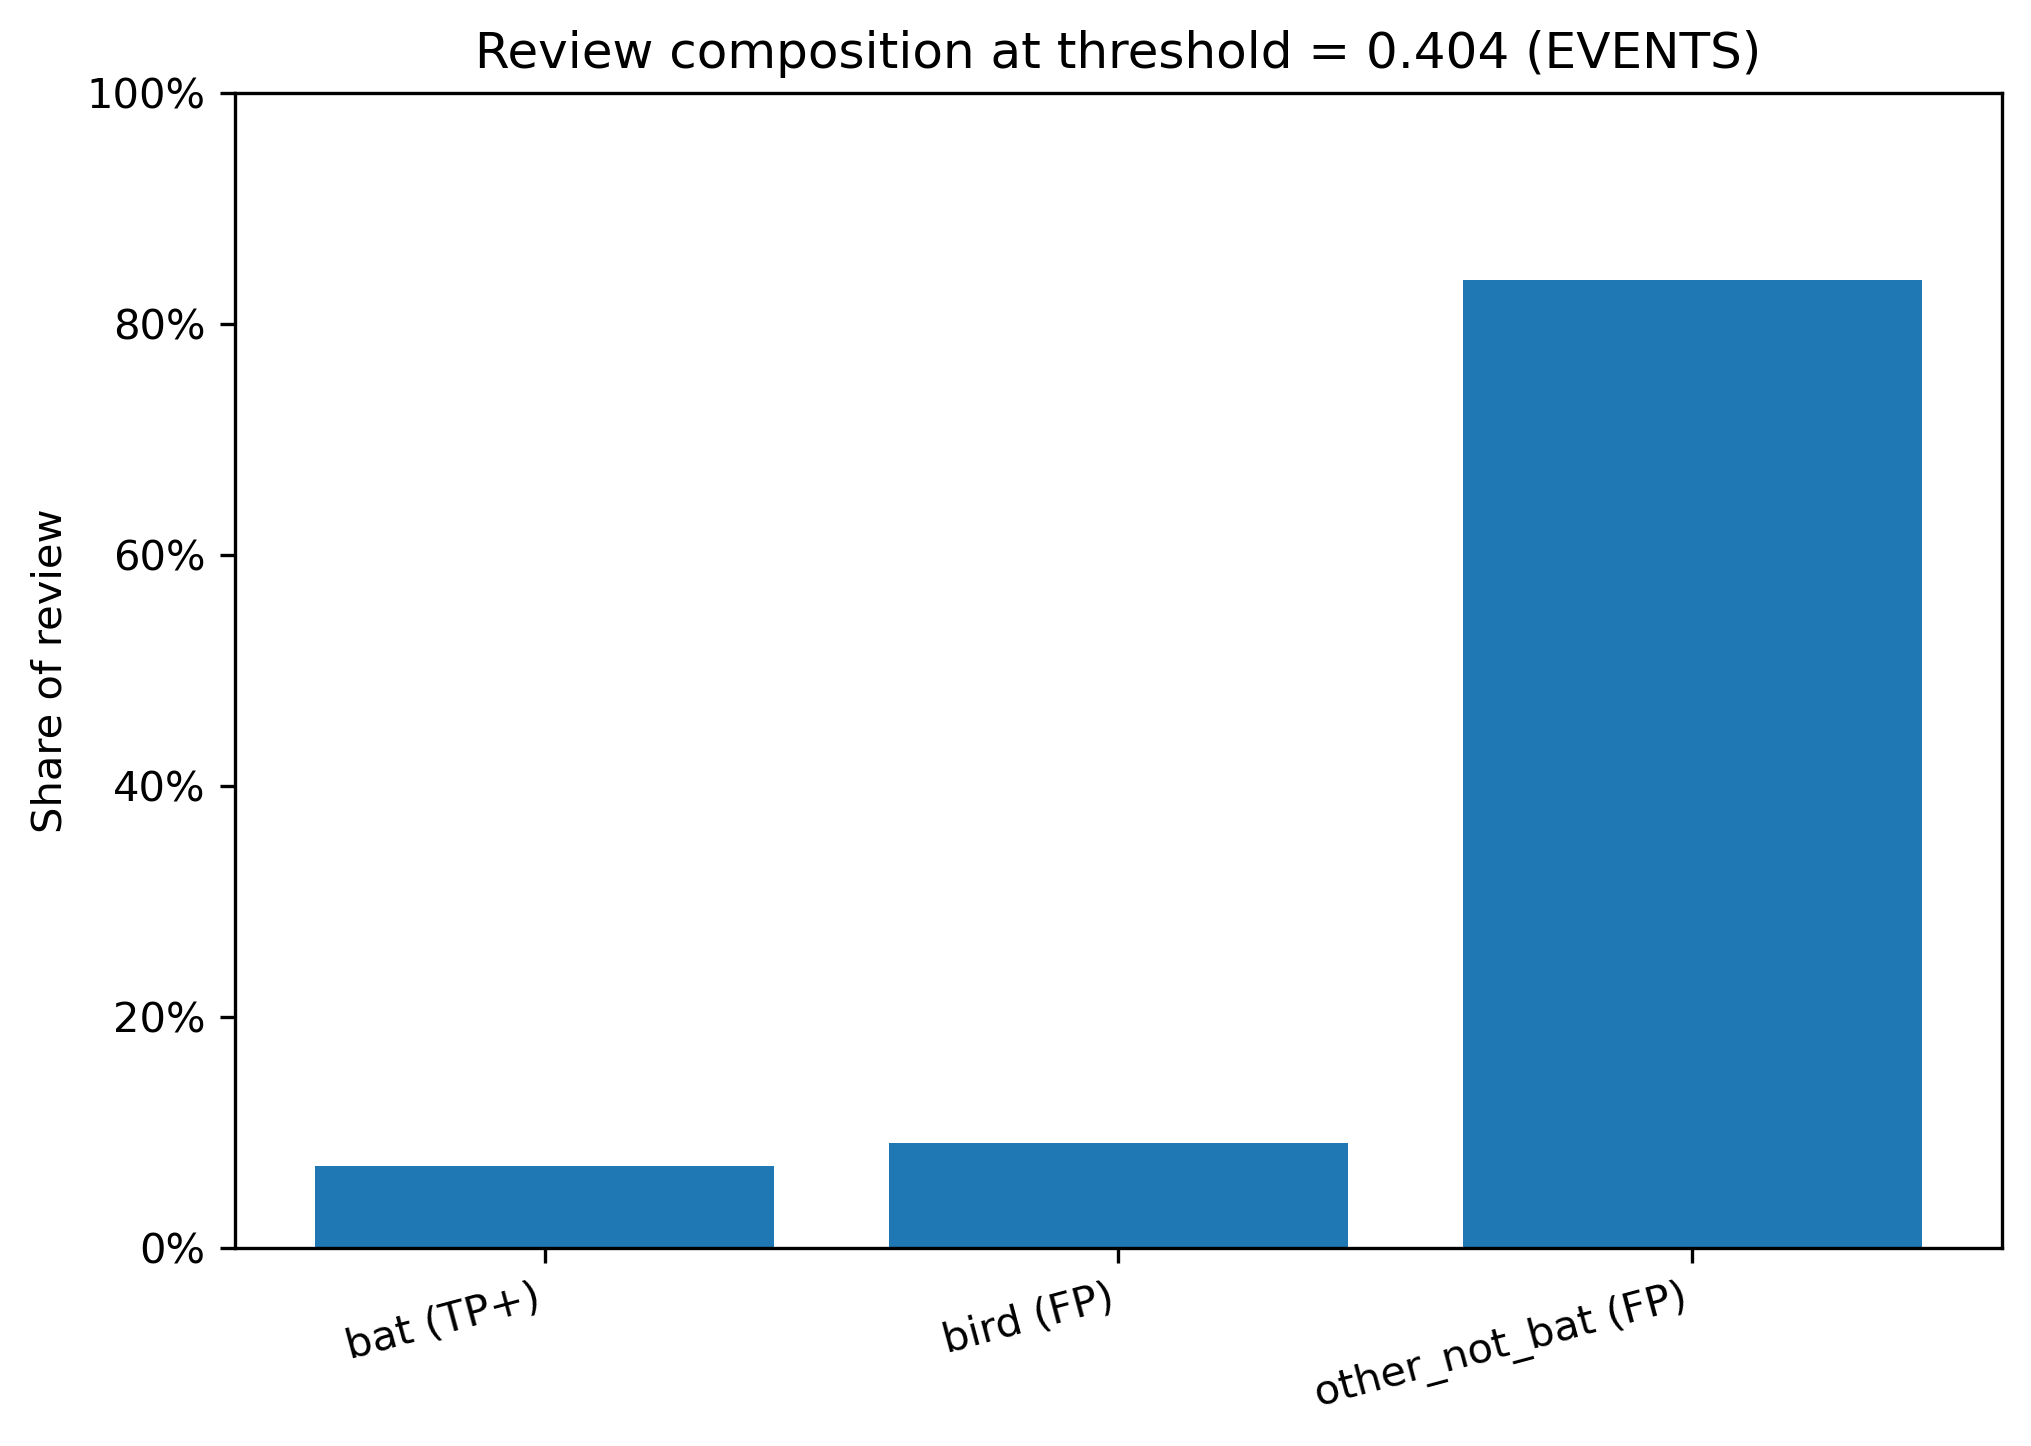 Review composition at threshold = 0.404 (EVENTS)
100%
80%
60%
40%
20%
0%
Share of review
bat (TP+)
bird (FP)
other_not_bat (FP)